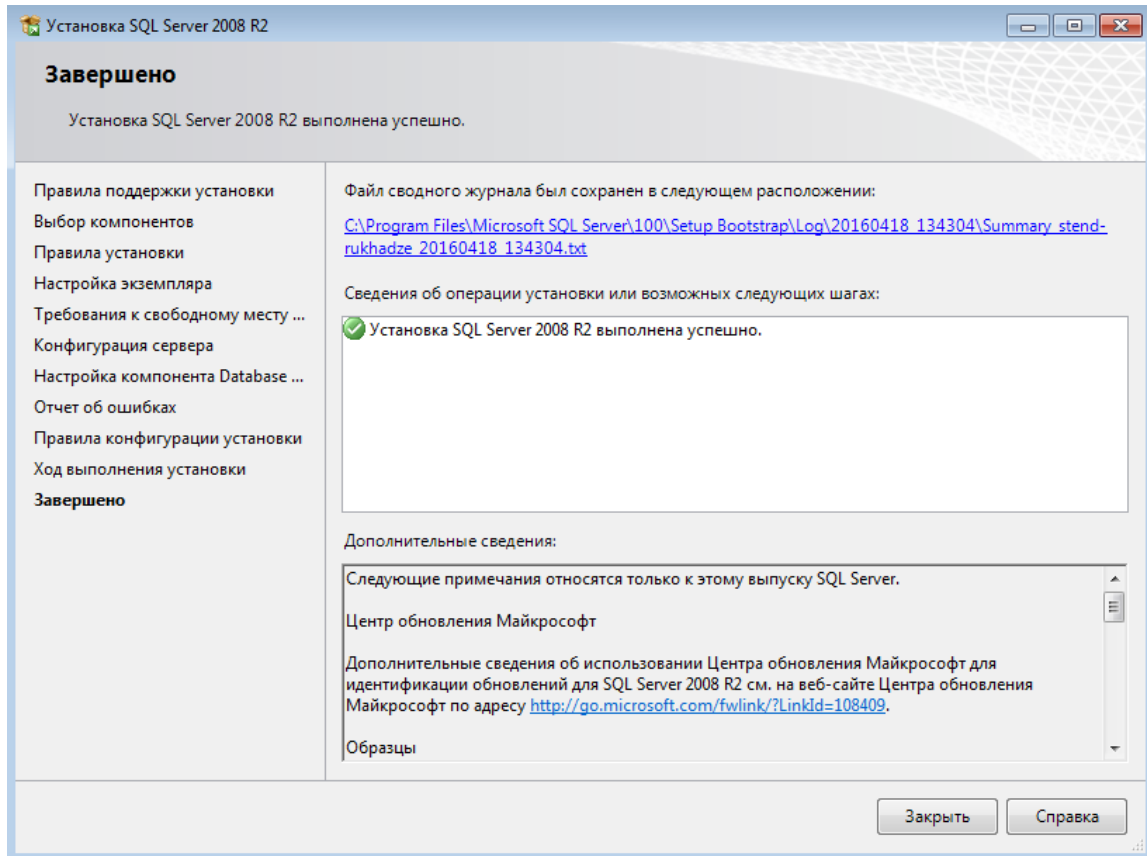 Установка SQL Server 2008 R2
Завершено
Установка SQL Server 2008 R2 выполнена успешно.
Правила поддержки установки
Выбор компонентов
Правила установки
Настройка экземпляра
Требования к свободному месту ...
Конфигурация сервера
Настройка компонента Database ...
Отчет об ошибках
Правила конфигурации установки
Ход выполнения установки
Завершено
Файл сводного журнала был сохранен в следующем расположении:
C:\Program Files\Microsoft SQL Server\100\Setup Bootstrap\Log\20160418_134304\Summary_stend-
rukhadze_20160418_134304.txt
Сведения об операции установки или возможных следующих шагах:
Установка SQL Server 2008 R2 выполнена успешно.
Дополнительные сведения:
Следующие примечания относятся только к этому выпуску SQL Server.
Центр обновления Майкрософт
Дополнительные сведения об использовании Центра обновления Майкрософт для
идентификации обновлений для SQL Server 2008 R2 см. на веб-сайте Центра обновления
Майкрософт по адресу http://go.microsoft.com/fwlink/?LinkId=108409.
Образцы
Закрыть
Справка